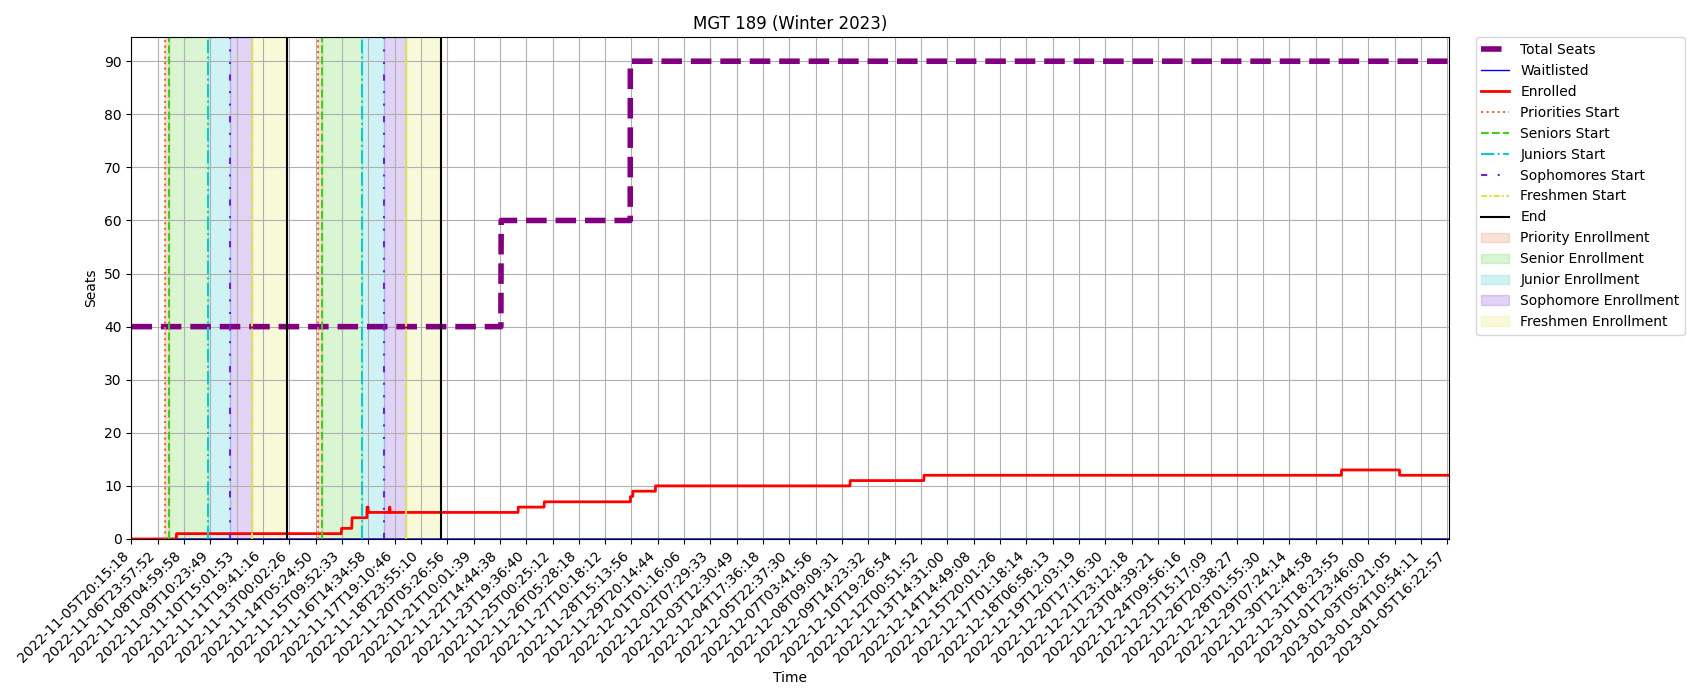 MGT 189 (Winter 2023)
Total Seats
Waitlisted
Enrolled
Priorities Start
Seniors Start
Juniors Start
Sophomores Start
Freshmen Start
End
Priority Enrollment
Senior Enrollment
Junior Enrollment
Sophomore Enrollment
Freshmen Enrollment
Seats
90
80
70
60
50
40
30
20
10
0
2022-11-05T20:15:18
2022-11-06T23:57:52
2022-11-08T04:59:58
2022-11-09T10:23:49
2022-11-10T15:01:53
2022-11-11T19:41:16
2022-11-13T00:02:26
2022-11-14T05:24:50
2022-11-15T09:52:33
2022-11-16T14:34:58
2022-11-17T19:10:46
2022-11-18T23:55:10
2022-11-20T05:26:56
2022-11-21T10:01:39
2022-11-22T14:44:38
2022-11-23T19:36:40
2022-11-25T00:25:12
2022-11-26T05:28:18
2022-11-27T10:18:12
2022-11-28T15:13:56
2022-11-29T20:14:44
2022-12-01T01:16:06
2022-12-02T07:29:33
2022-12-03T12:30:49
2022-12-04T17:36:18
2022-12-05T22:37:30
2022-12-07T03:41:56
2022-12-08T09:09:31
2022-12-09T14:23:32
2022-12-10T19:26:54
2022-12-12T00:51:52
2022-12-13T14:31:00
2022-12-14T14:49:08
2022-12-15T20:01:26
2022-12-17T01:18:14
2022-12-18T06:58:13
2022-12-19T12:03:19
2022-12-20T17:16:30
2022-12-21T23:12:18
2022-12-23T04:39:21
2022-12-24T09:56:16
2022-12-25T15:17:09
2022-12-26T20:38:27
2022-12-28T01:55:30
2022-12-29T07:24:14
2022-12-30T12:44:58
2022-12-31T18:23:55
2023-01-01T23:46:00
2023-01-03T05:21:05
2023-01-04T10:54:11
2023-01-05T16:22:57
Time